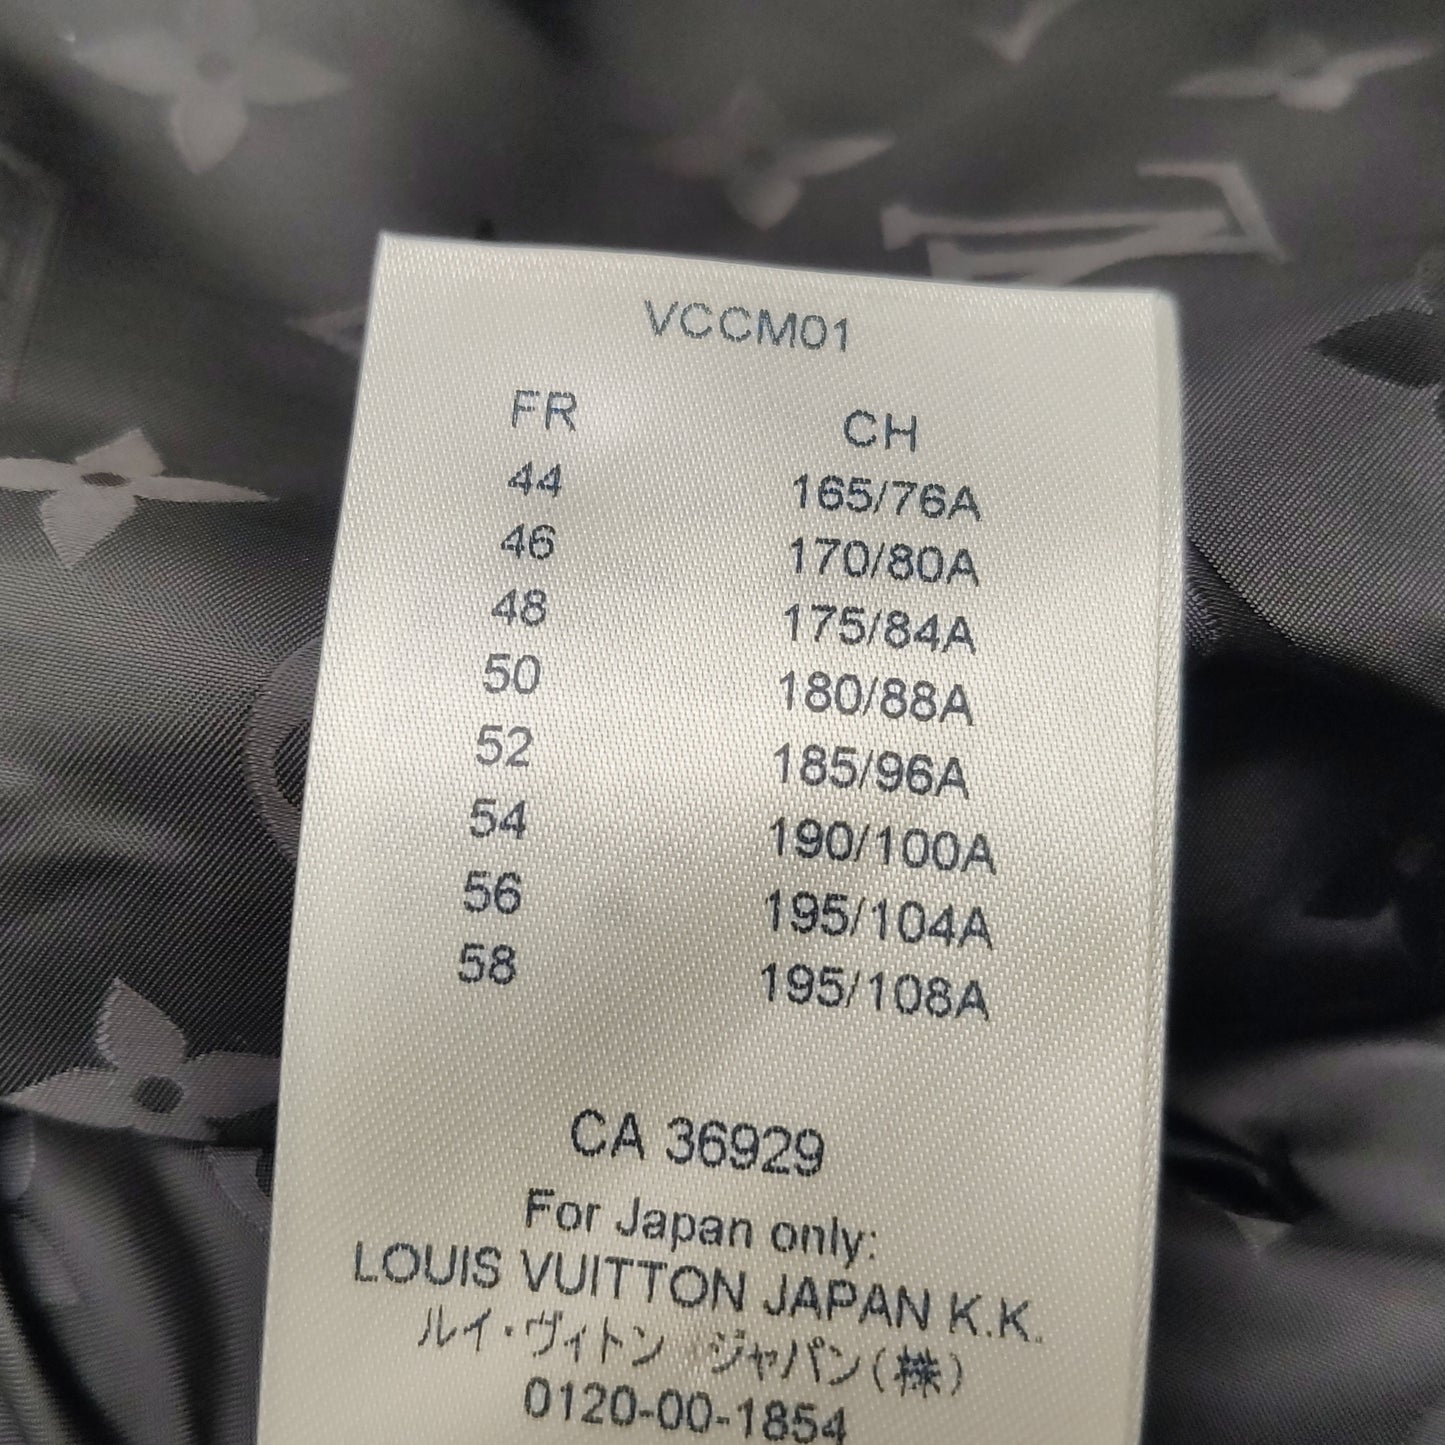 VCCM01
FR CH
44 165/76A
46 170/80A
48 175/84A
50 180/88A
52 185/96A
54 190/100A
56 195/104A
58 195/108A
CA 36929
For Japan only:
LOUIS VUITTON JAPAN K.K.
ルイ・ヴィトン ジャパン(株)
0120-00-1854